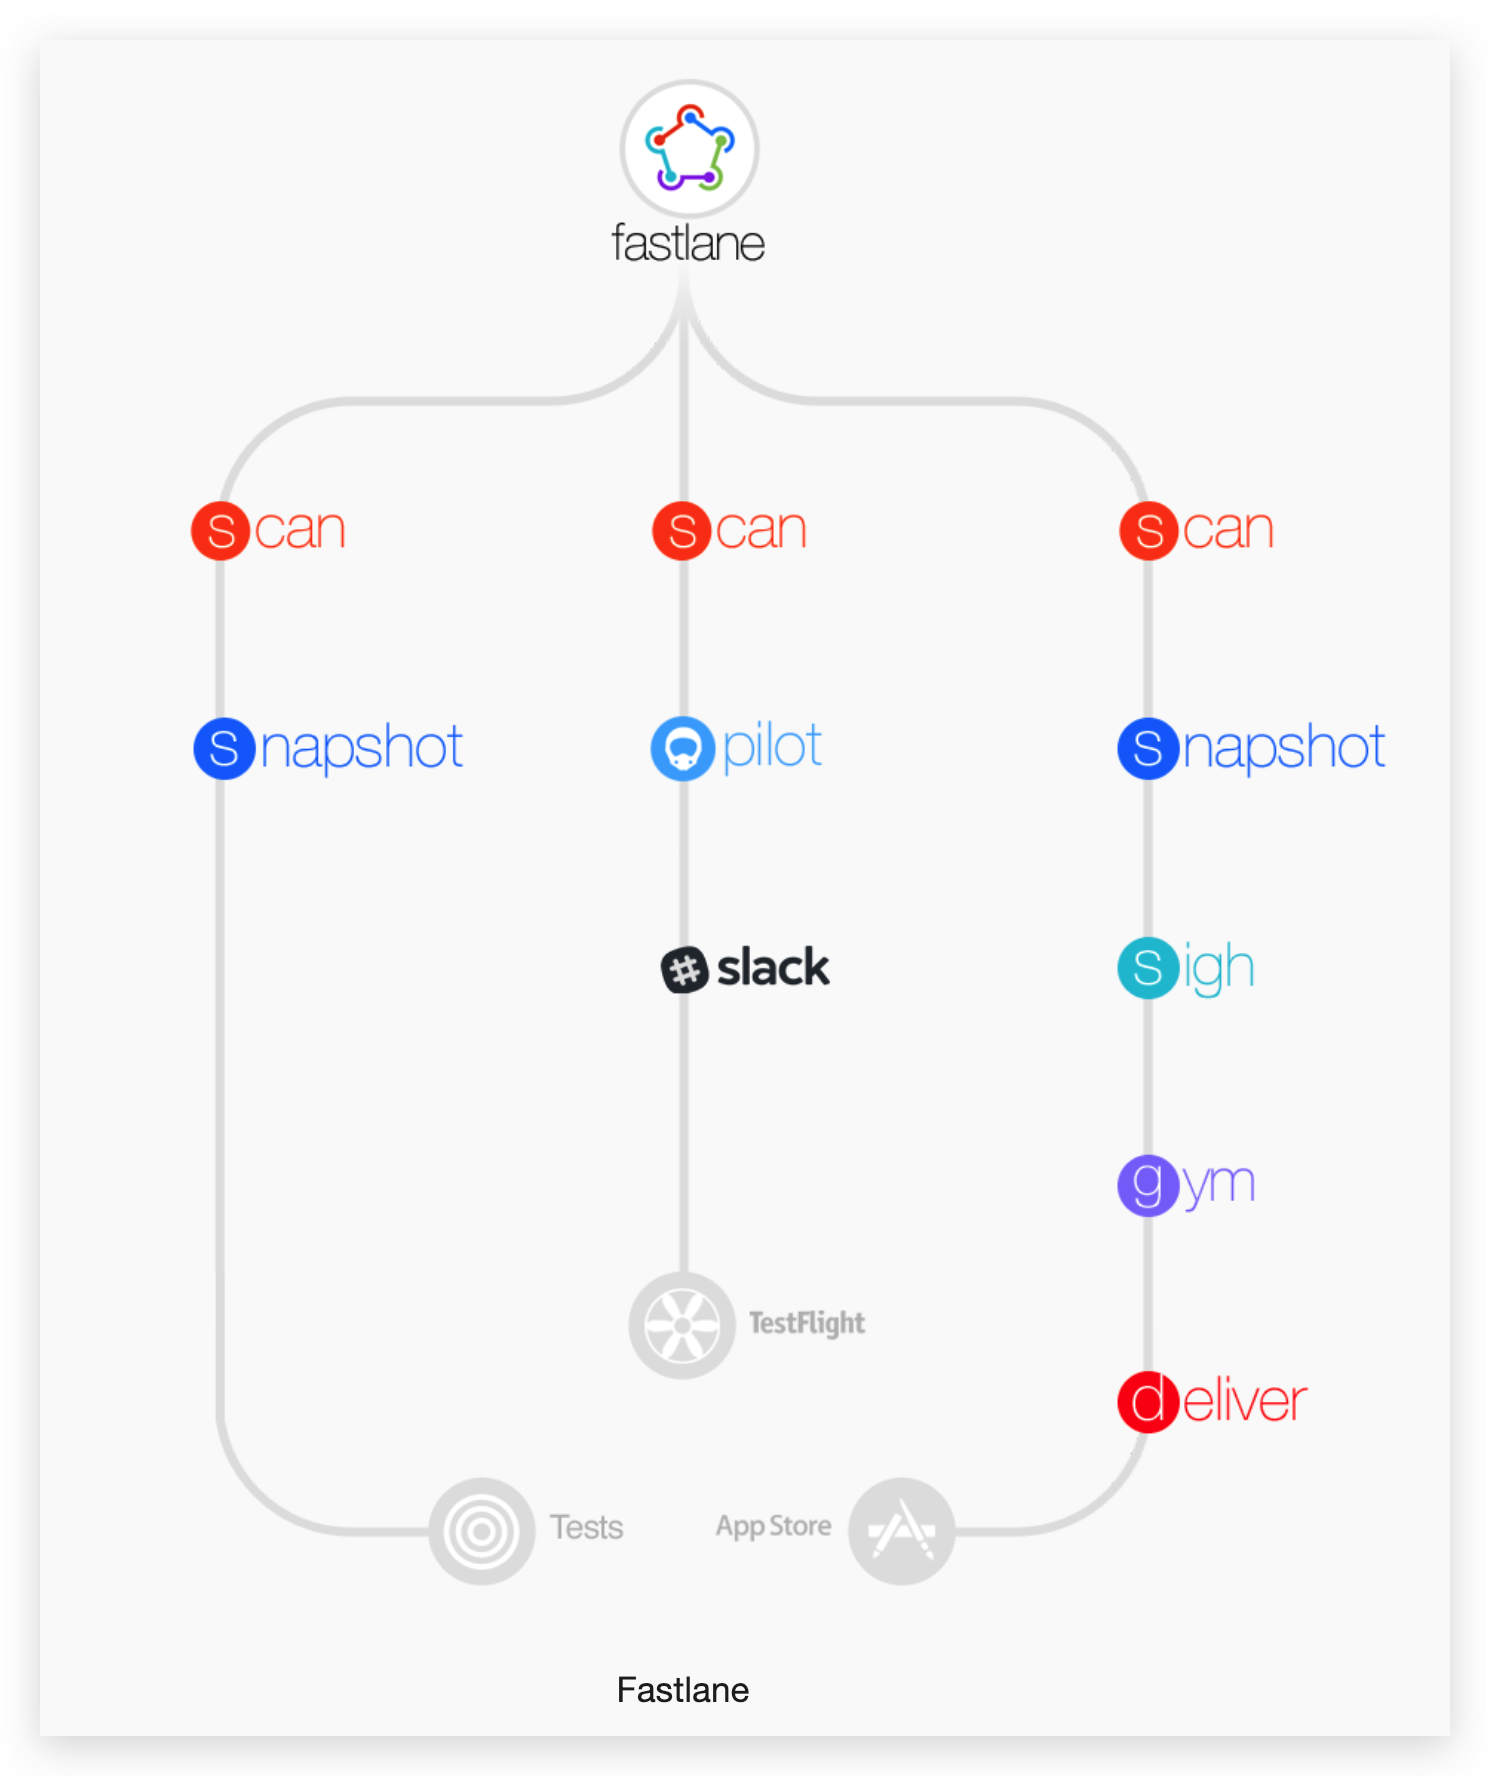 fastlane
scan scan scan
snapshot pilot snapshot
slack sigh
gym
TestFlight
deliver
Tests App Store
Fastlane